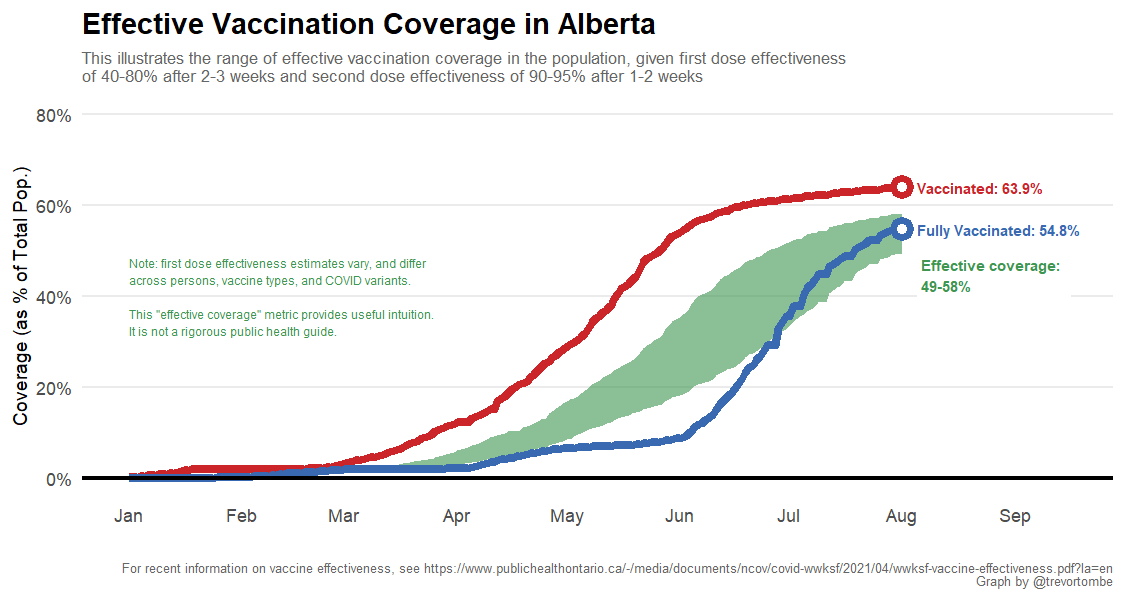 Effective Vaccination Coverage in Alberta
This illustrates the range of effective vaccination coverage in the population, given first dose effectiveness
of 40-80% after 2-3 weeks and second dose effectiveness of 90-95% after 1-2 weeks
Coverage (as % of Total Pop.)
80%
60%
40%
20%
0%
Vaccinated: 63.9%
Fully Vaccinated: 54.8%
Effective coverage:
49-58%
Note: first dose effectiveness estimates vary, and differ
across persons, vaccine types, and COVID variants.
This "effective coverage" metric provides useful intuition.
It is not a rigorous public health guide.
Jan Feb Mar Apr May Jun Jul Aug Sep
For recent information on vaccine effectiveness, see https://www.publichealthontario.ca/-/media/documents/ncov/covid-wwksf/2021/04/wwksf-vaccine-effectiveness.pdf?la=en
Graph by @trevortombe